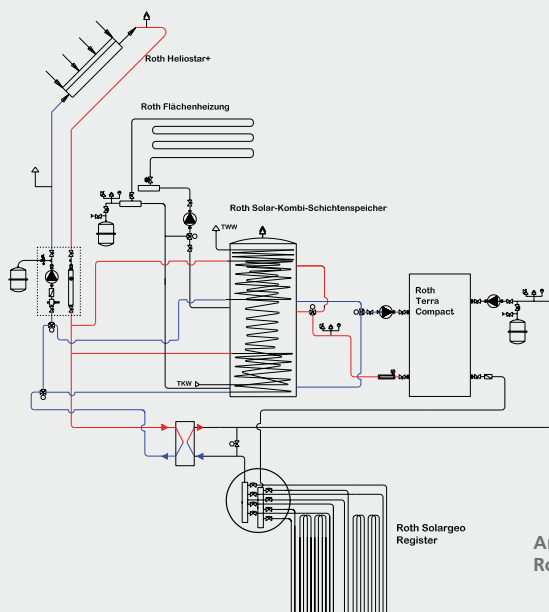 Roth Heliostar+
Roth Flächenheizung
Roth Solar-Kombi-Schichtenspeicher
TWW
Roth
Terra
Compact
TKW
Roth Solargeo
Register